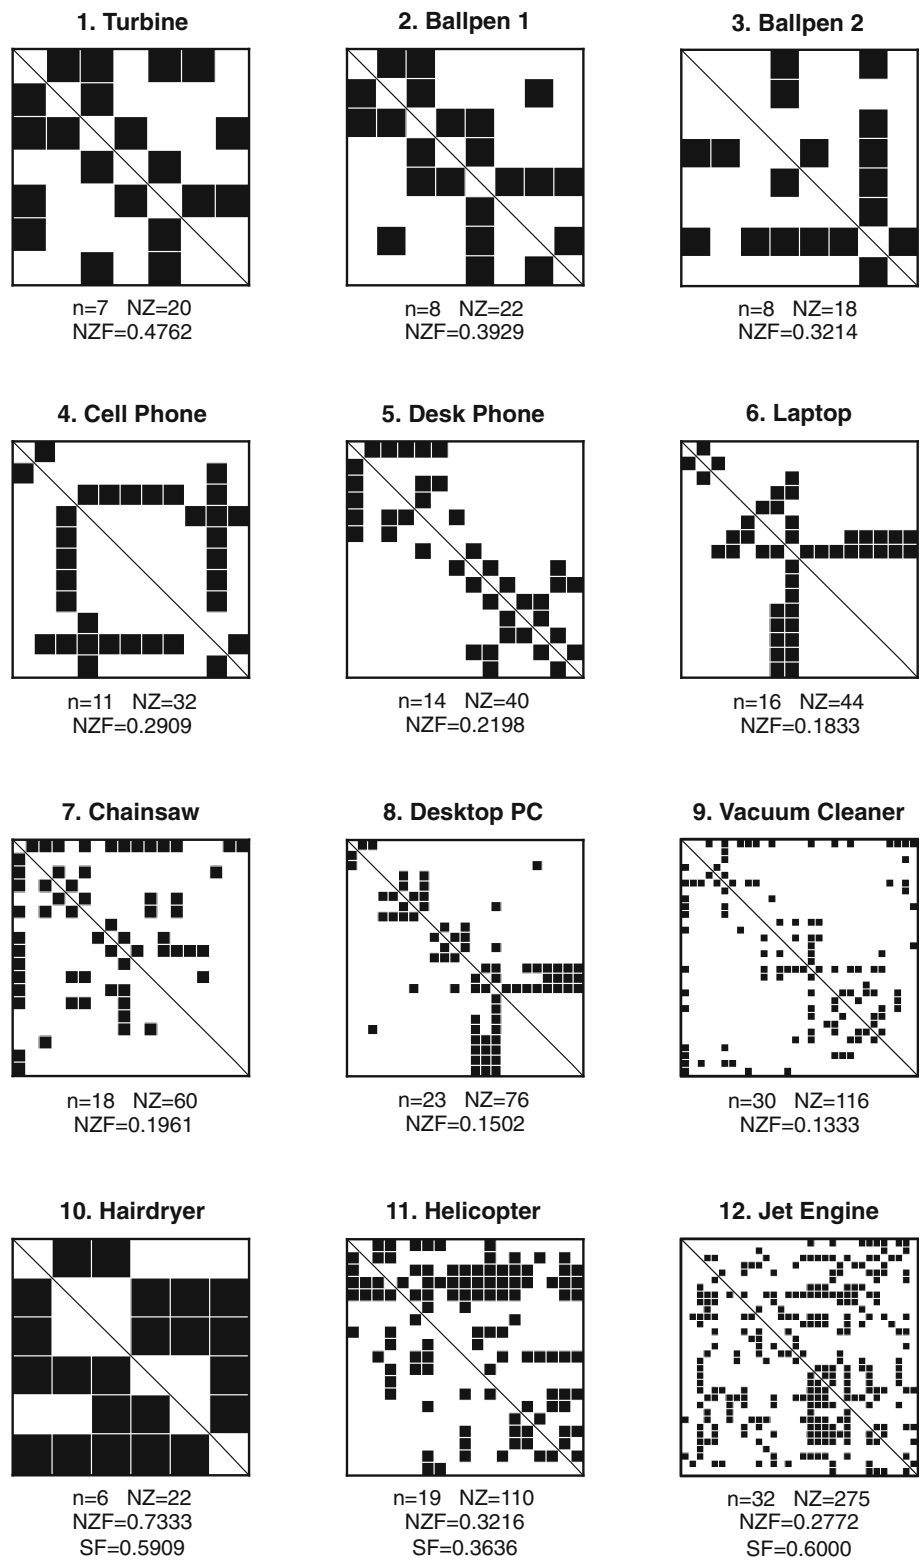 1. Turbine
2. Ballpen 1
3. Ballpen 2
n=7 NZ=20
NZF=0.4762
n=8 NZ=22
NZF=0.3929
n=8 NZ=18
NZF=0.3214
4. Cell Phone
5. Desk Phone
6. Laptop
n=11 NZ=32
NZF=0.2909
n=14 NZ=40
NZF=0.2198
n=16 NZ=44
NZF=0.1833
7. Chainsaw
8. Desktop PC
9. Vacuum Cleaner
n=18 NZ=60
NZF=0.1961
n=23 NZ=76
NZF=0.1502
n=30 NZ=116
NZF=0.1333
10. Hairdryer
11. Helicopter
12. Jet Engine
n=6 NZ=22
NZF=0.7333
SF=0.5909
n=19 NZ=110
NZF=0.3216
SF=0.3636
n=32 NZ=275
NZF=0.2772
SF=0.6000